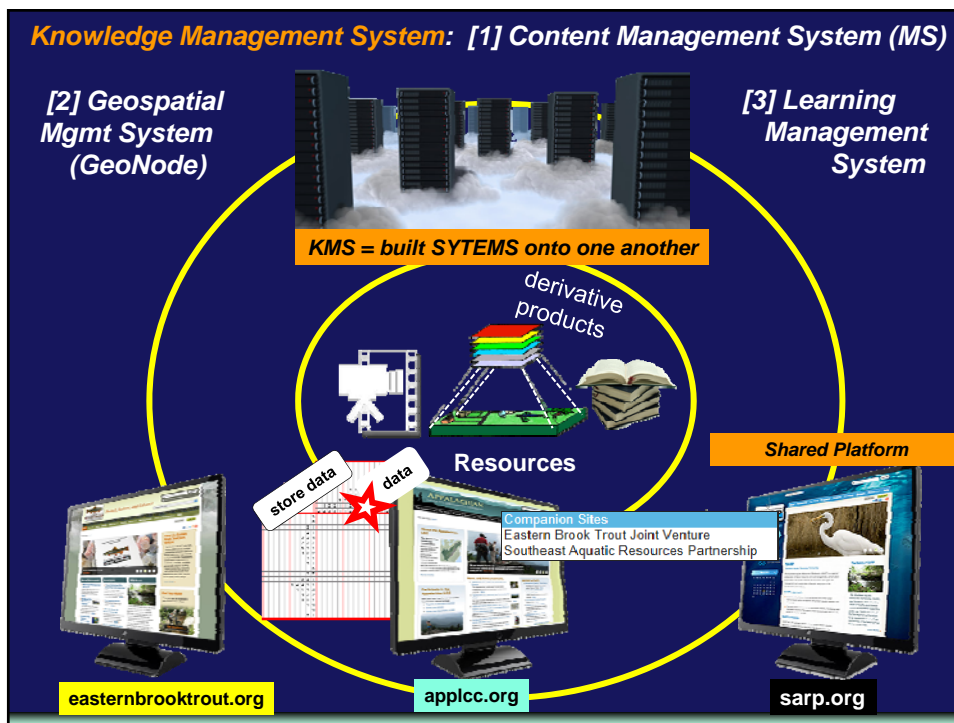 Knowledge Management System: [1] Content Management System (MS)
[2] Geospatial
Mgmt System
(GeoNode)
[3] Learning
Management
System
KMS = built SYTEMS onto one another
derivative
products
Resources
Shared Platform
store data
data
APPALACHIAN
Companion Sites
Eastern Brook Trout Joint Venture
Southeast Aquatic Resources Partnership
easternbrooktrout.org
applcc.org
sarp.org